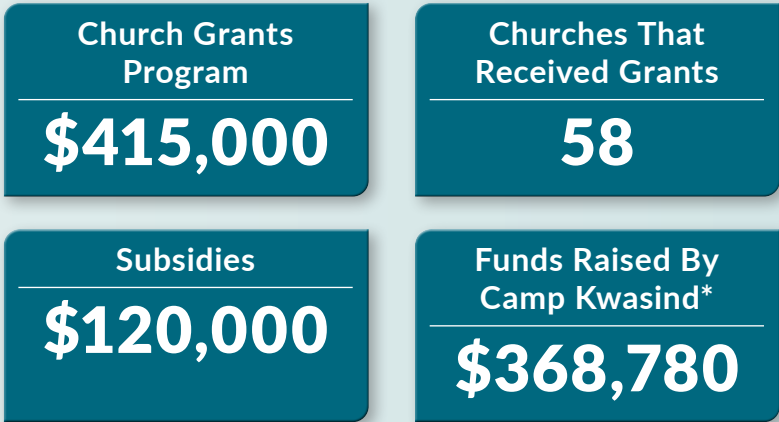 Church Grants
Program
$415,000
Churches That
Received Grants
58
Subsidies
$120,000
Funds Raised By
Camp Kwasind*
$368,780